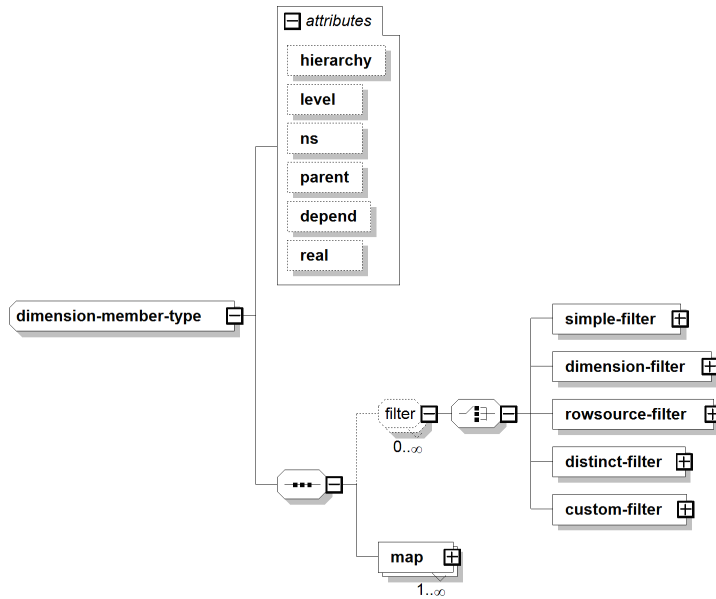 attributes
hierarchy
level
ns
parent
depend
real
dimension-member-type
simple-filter
dimension-filter
filter
rowsource-filter
0..∞
distinct-filter
custom-filter
map
1..∞